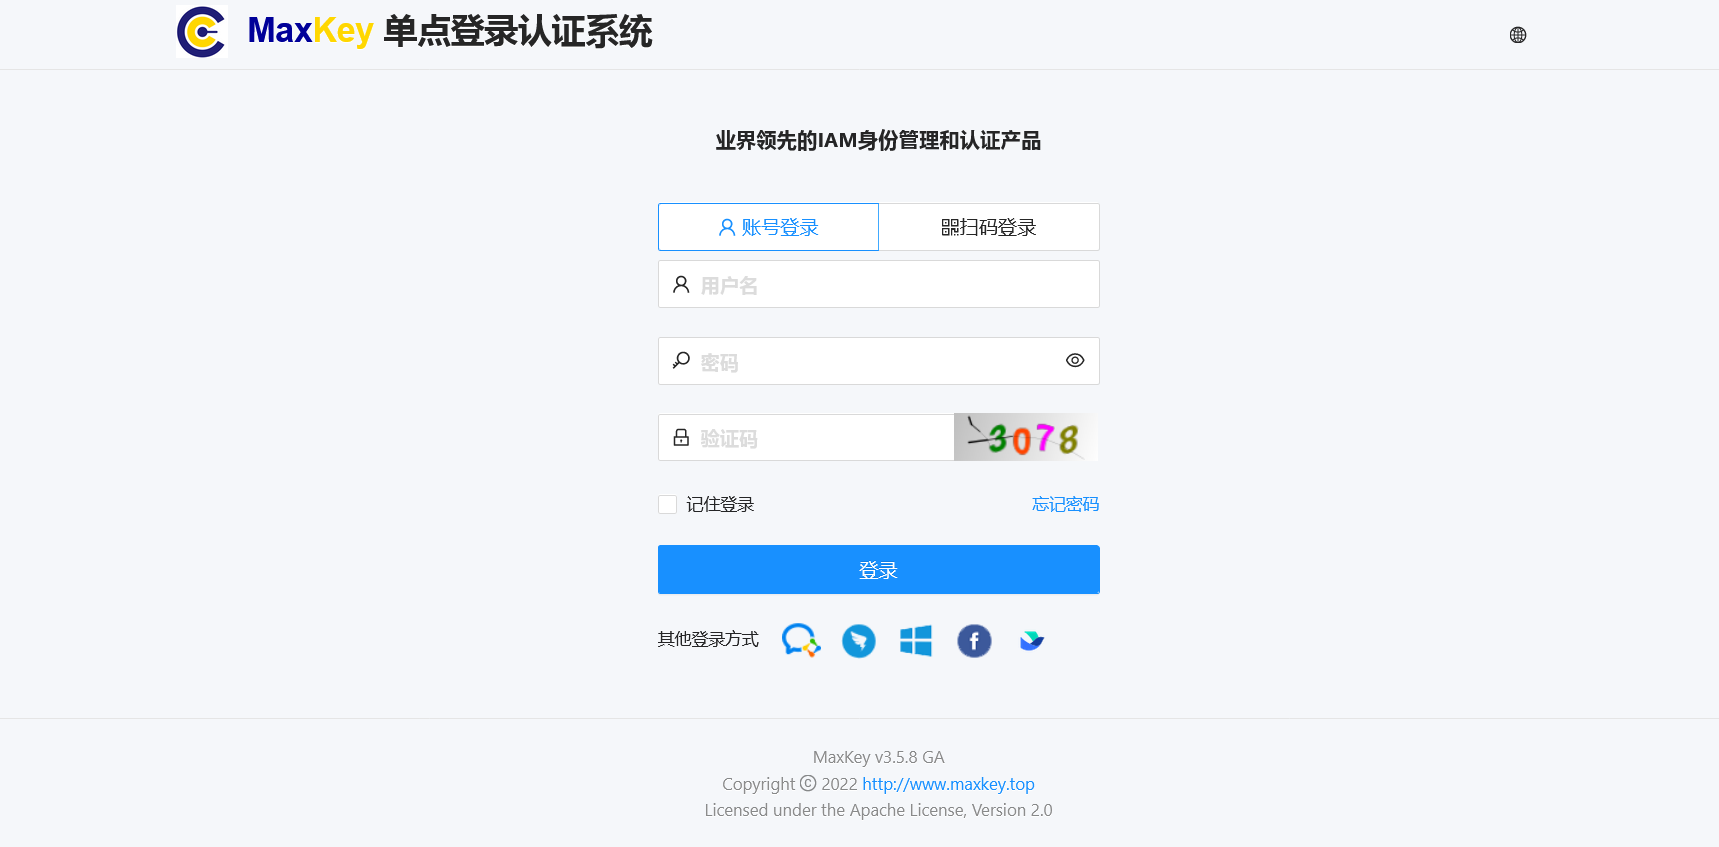 MaxKey 单点登录认证系统
业界领先的IAM身份管理和认证产品
账号登录
扫码登录
用户名
密码
验证码
3078
记住登录
忘记密码
登录
其他登录方式
MaxKey v3.5.8 GA
Copyright © 2022 http://www.maxkey.top
Licensed under the Apache License, Version 2.0